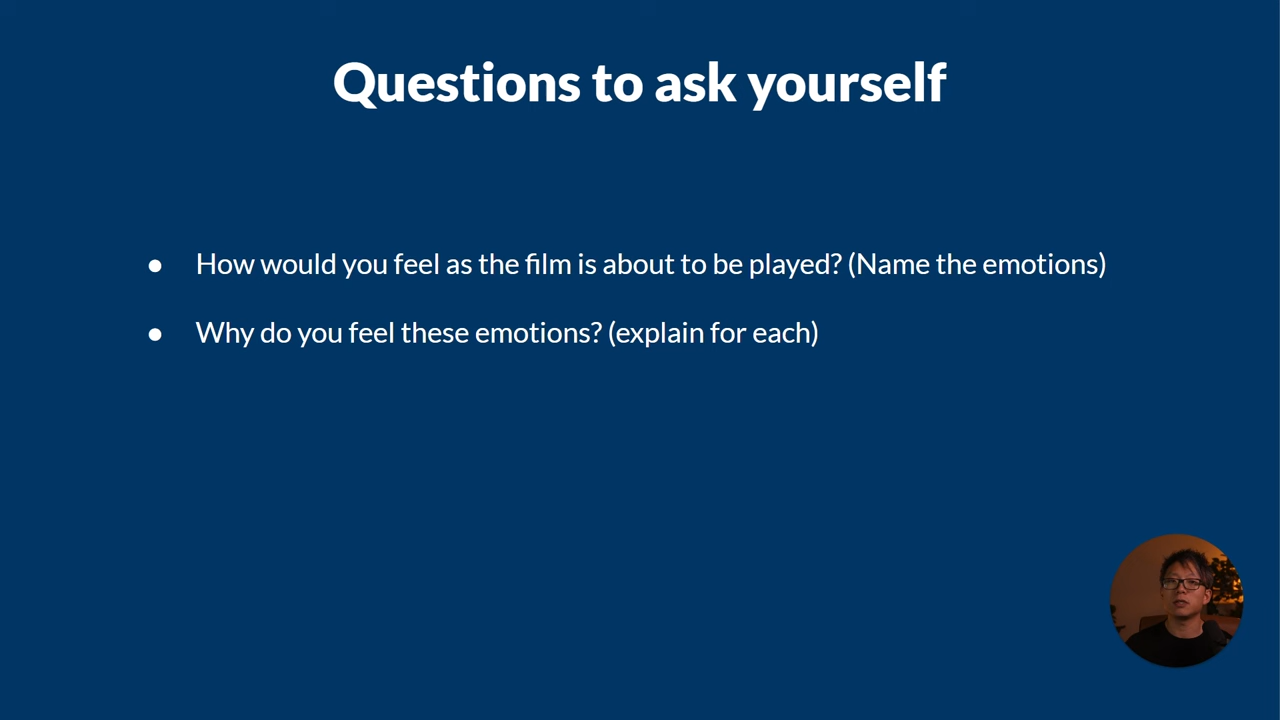 Questions to ask yourself
● How would you feel as the film is about to be played? (Name the emotions)
● Why do you feel these emotions? (explain for each)